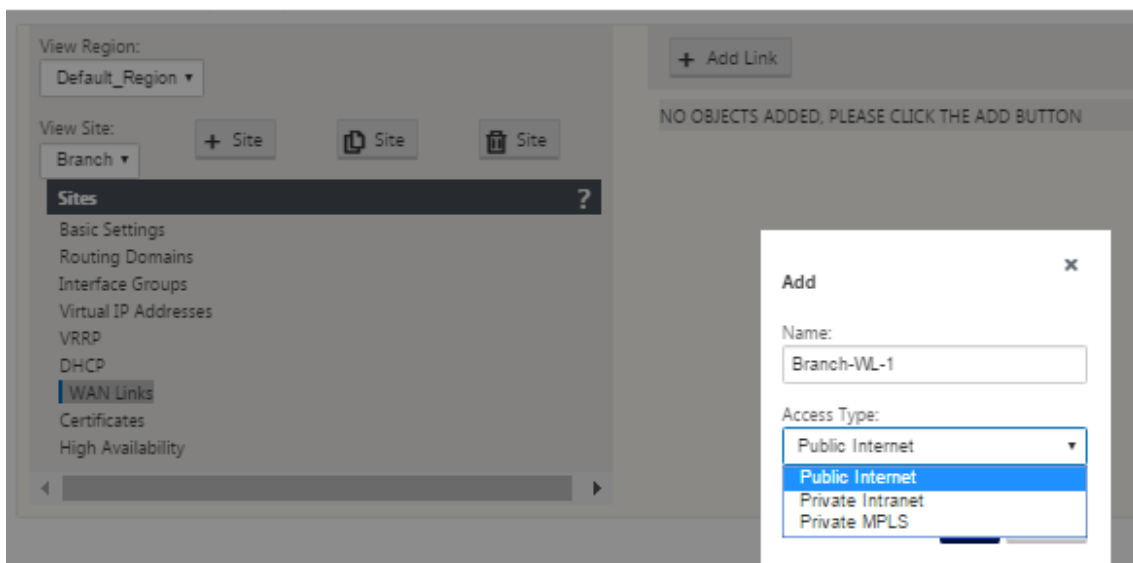 View Region:
Default_Region
View Site:
Branch
+ Site
Site
Site
Sites ?
Basic Settings
Routing Domains
Interface Groups
Virtual IP Addresses
VRRP
DHCP
WAN Links
Certificates
High Availability
+ Add Link
NO OBJECTS ADDED, PLEASE CLICK THE ADD BUTTON
Add
Name:
Branch-WL-1
Access Type:
Public Internet
Public Internet
Private Intranet
Private MPLS